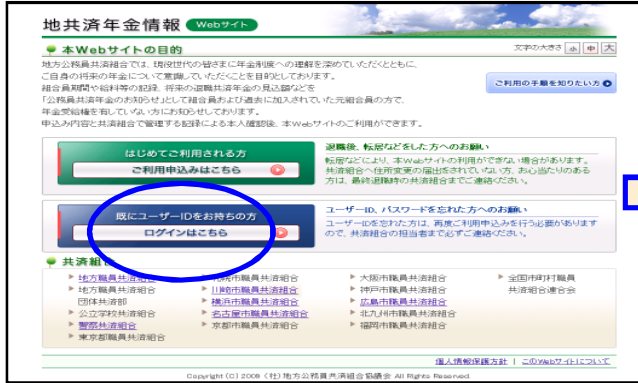 地共済年金情報 Webサイト
文字の大きさ 小 中 大
本Webサイトの目的
地方公務員共済組合では、現役世代の皆さまに年金制度への理解を深めていただくとともに、
ご自身の将来の年金について意識していただくことを目的としております。
組合員期間や給料等の記録、将来の退職共済年金の見込額などを
「公務員共済年金のお知らせ」として組合員および過去に加入されていた元組合員の方で、
年金受給権を有していない方にお知らせしております。
申込み内容と共済組合で管理する記録による本人確認後、本Webサイトのご利用ができます。
ご利用の手順を知りたい方
はじめてご利用される方
ご利用申込みはこちら
退職後、転居などをした方へのお願い
転居などにより、本Webサイトの利用ができない場合があります。
共済組合へ住所変更の届出をされていない方、お心当たりのある
方は、最終退職時の共済組合までご連絡ください。
既にユーザーIDをお持ちの方
ログインはこちら
ユーザーID、パスワードを忘れた方へのお願い
ユーザーIDを忘れた方は、再度ご利用申込みを行う必要があります
ので、共済組合の担当者まで必ずご連絡ください。
共済組合
地方職員共済組合
地方職員共済組合
団体共済部
公立学校共済組合
警察共済組合
東京都職員共済組合
市職員共済組合
川崎市職員共済組合
横浜市職員共済組合
名古屋市職員共済組合
京都市職員共済組合
大阪市職員共済組合
神戸市職員共済組合
広島市職員共済組合
北九州市職員共済組合
福岡市職員共済組合
全国市町村職員
共済組合連合会
個人情報保護方針 | このWebサイトについて
Copyright (C) 2008 (社)地方公務員共済組合協議会 All Rights Reserved.